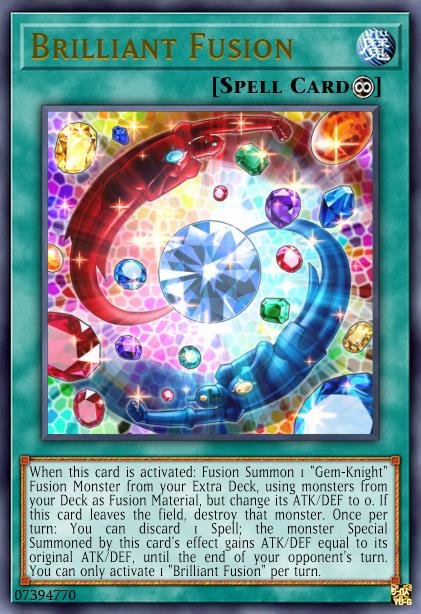 Brilliant Fusion
魔
[Spell Card]
When this card is activated: Fusion Summon 1 "Gem-Knight"
Fusion Monster from your Extra Deck, using monsters from
your Deck as Fusion Material, but change its ATK/DEF to 0. If
this card leaves the field, destroy that monster. Once per
turn: You can discard 1 Spell; the monster Special
Summoned by this card's effect gains ATK/DEF equal to its
original ATK/DEF, until the end of your opponent's turn.
You can only activate 1 "Brilliant Fusion" per turn.
07394770